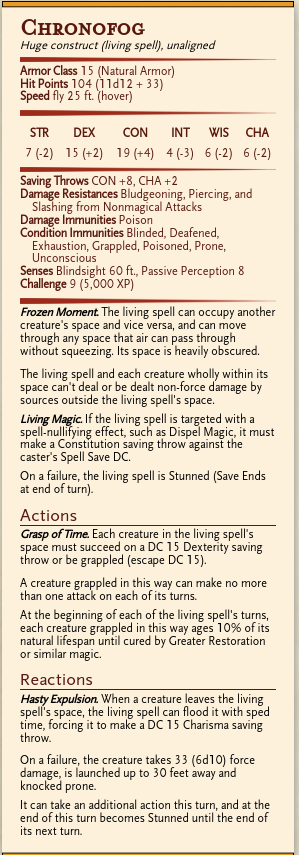 Chronofog
Huge construct (living spell), unaligned
Armor Class 15 (Natural Armor)
Hit Points 104 (11d12 + 33)
Speed fly 25 ft. (hover)
STR DEX CON INT WIS CHA
7 (-2) 15 (+2) 19 (+4) 4 (-3) 6 (-2) 6 (-2)
Saving Throws CON +8, CHA +2
Damage Resistances Bludgeoning, Piercing, and
Slashing from Nonmagical Attacks
Damage Immunities Poison
Condition Immunities Blinded, Deafened,
Exhaustion, Grappled, Poisoned, Prone,
Unconscious
Senses Blindsight 60 ft., Passive Perception 8
Challenge 9 (5,000 XP)
Frozen Moment. The living spell can occupy another
creature's space and vice versa, and can move
through any space that air can pass through
without squeezing. Its space is heavily obscured.
The living spell and each creature wholly within its
space can't deal or be dealt non-force damage by
sources outside the living spell's space.
Living Magic. If the living spell is targeted with a
spell-nullifying effect, such as Dispel Magic, it must
make a Constitution saving throw against the
caster's Spell Save DC.
On a failure, the living spell is Stunned (Save Ends
at end of turn).
Actions
Grasp of Time. Each creature in the living spell's
space must succeed on a DC 15 Dexterity saving
throw or be grappled (escape DC 15).
A creature grappled in this way can make no more
than one attack on each of its turns.
At the beginning of each of the living spell's turns,
each creature grappled in this way ages 10% of its
natural lifespan until cured by Greater Restoration
or similar magic.
Reactions
Hasty Expulsion. When a creature leaves the living
spell's space, the living spell can flood it with sped
time, forcing it to make a DC 15 Charisma saving
throw.
On a failure, the creature takes 33 (6d10) force
damage, is launched up to 30 feet away and
knocked prone.
It can take an additional action this turn, and at the
end of this turn becomes Stunned until the end of
its next turn.